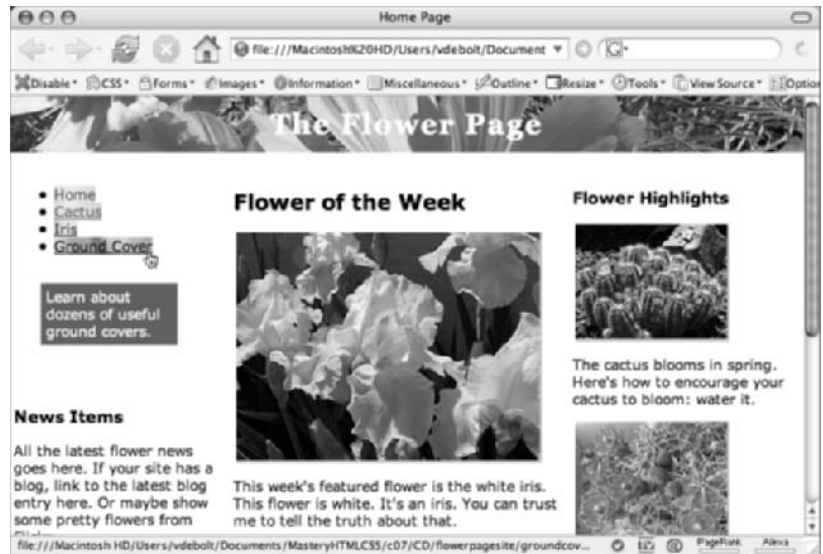 Home Page
file:///Macintosh%20HD/Users/vdebolt/Document
G
Disable
CSS
Forms
Images
Information
Miscellaneous
Outline
Resize
Tools
View Source
Option
The Flower Page
Home
Cactus
Iris
Ground Cover
Learn about
dozens of useful
ground covers.
News Items
All the latest flower news
goes here. If your site has a
blog, link to the latest blog
entry here. Or maybe show
some pretty flowers from
Flower of the Week
This week's featured flower is the white iris.
This flower is white. It's an iris. You can trust
me to tell the truth about that.
Flower Highlights
The cactus blooms in spring.
Here's how to encourage your
cactus to bloom: water it.
file:///Macintosh HD/Users/vdebolt/Documents/MasteryHTMLCSS/c07/CD/flowerpagesite/groundcov...
PageRank
Alexa